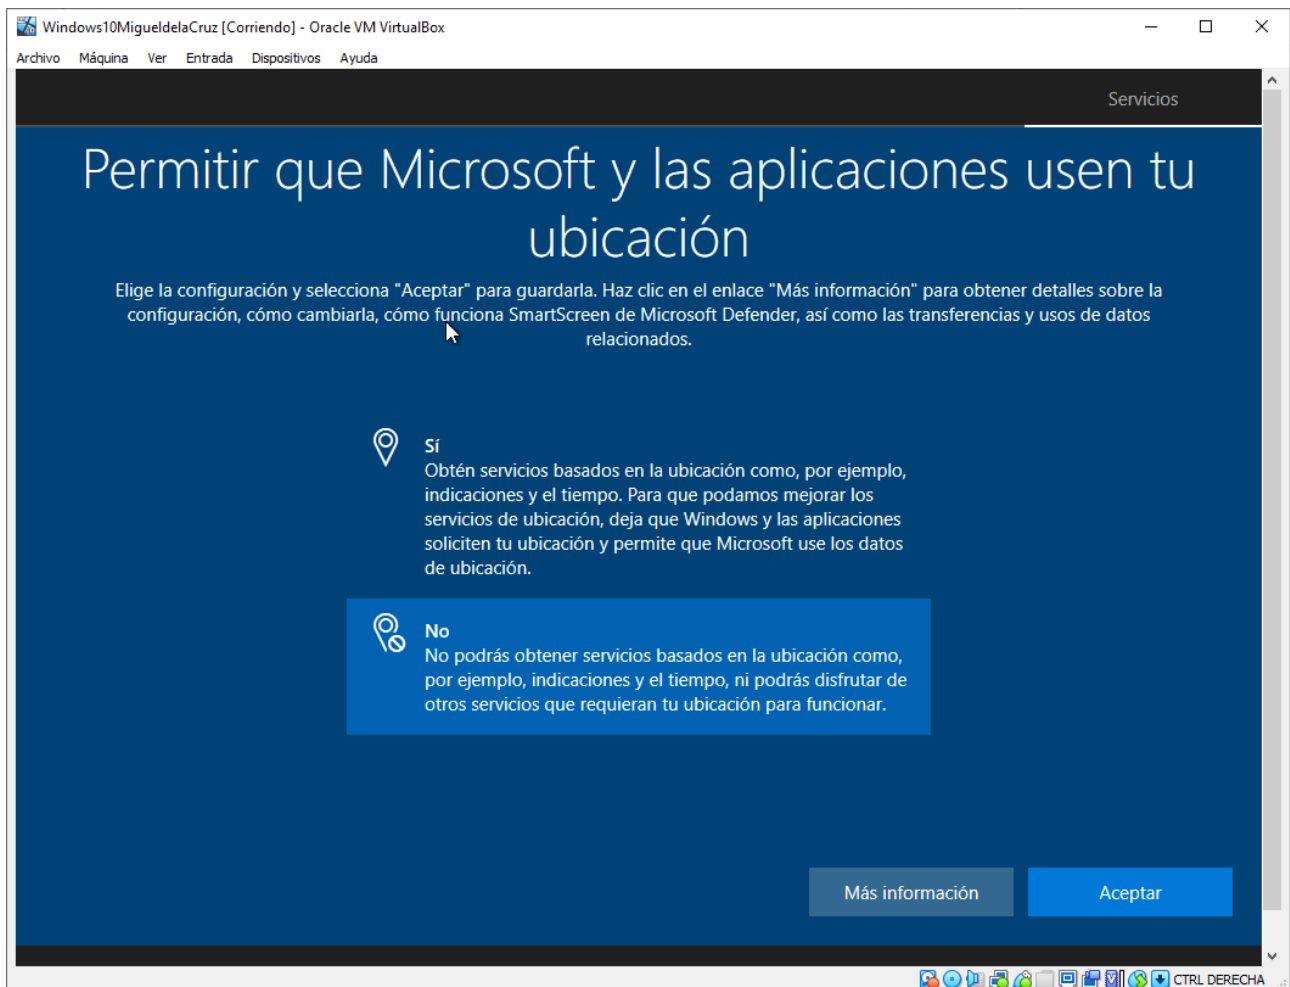 Windows10MigueldelaCruz [Corriendo] - Oracle VM VirtualBox
Archivo Máquina Ver Entrada Dispositivos Ayuda
Servicios
Permitir que Microsoft y las aplicaciones usen tu
ubicación
Elige la configuración y selecciona "Aceptar" para guardarla. Haz clic en el enlace "Más información" para obtener detalles sobre la
configuración, cómo cambiarla, cómo funciona SmartScreen de Microsoft Defender, así como las transferencias y usos de datos
relacionados.
Sí
Obtén servicios basados en la ubicación como, por ejemplo,
indicaciones y el tiempo. Para que podamos mejorar los
servicios de ubicación, deja que Windows y las aplicaciones
soliciten tu ubicación y permite que Microsoft use los datos
de ubicación.
No
No podrás obtener servicios basados en la ubicación como,
por ejemplo, indicaciones y el tiempo, ni podrás disfrutar de
otros servicios que requieran tu ubicación para funcionar.
Más información
Aceptar
CTRL DERECHA